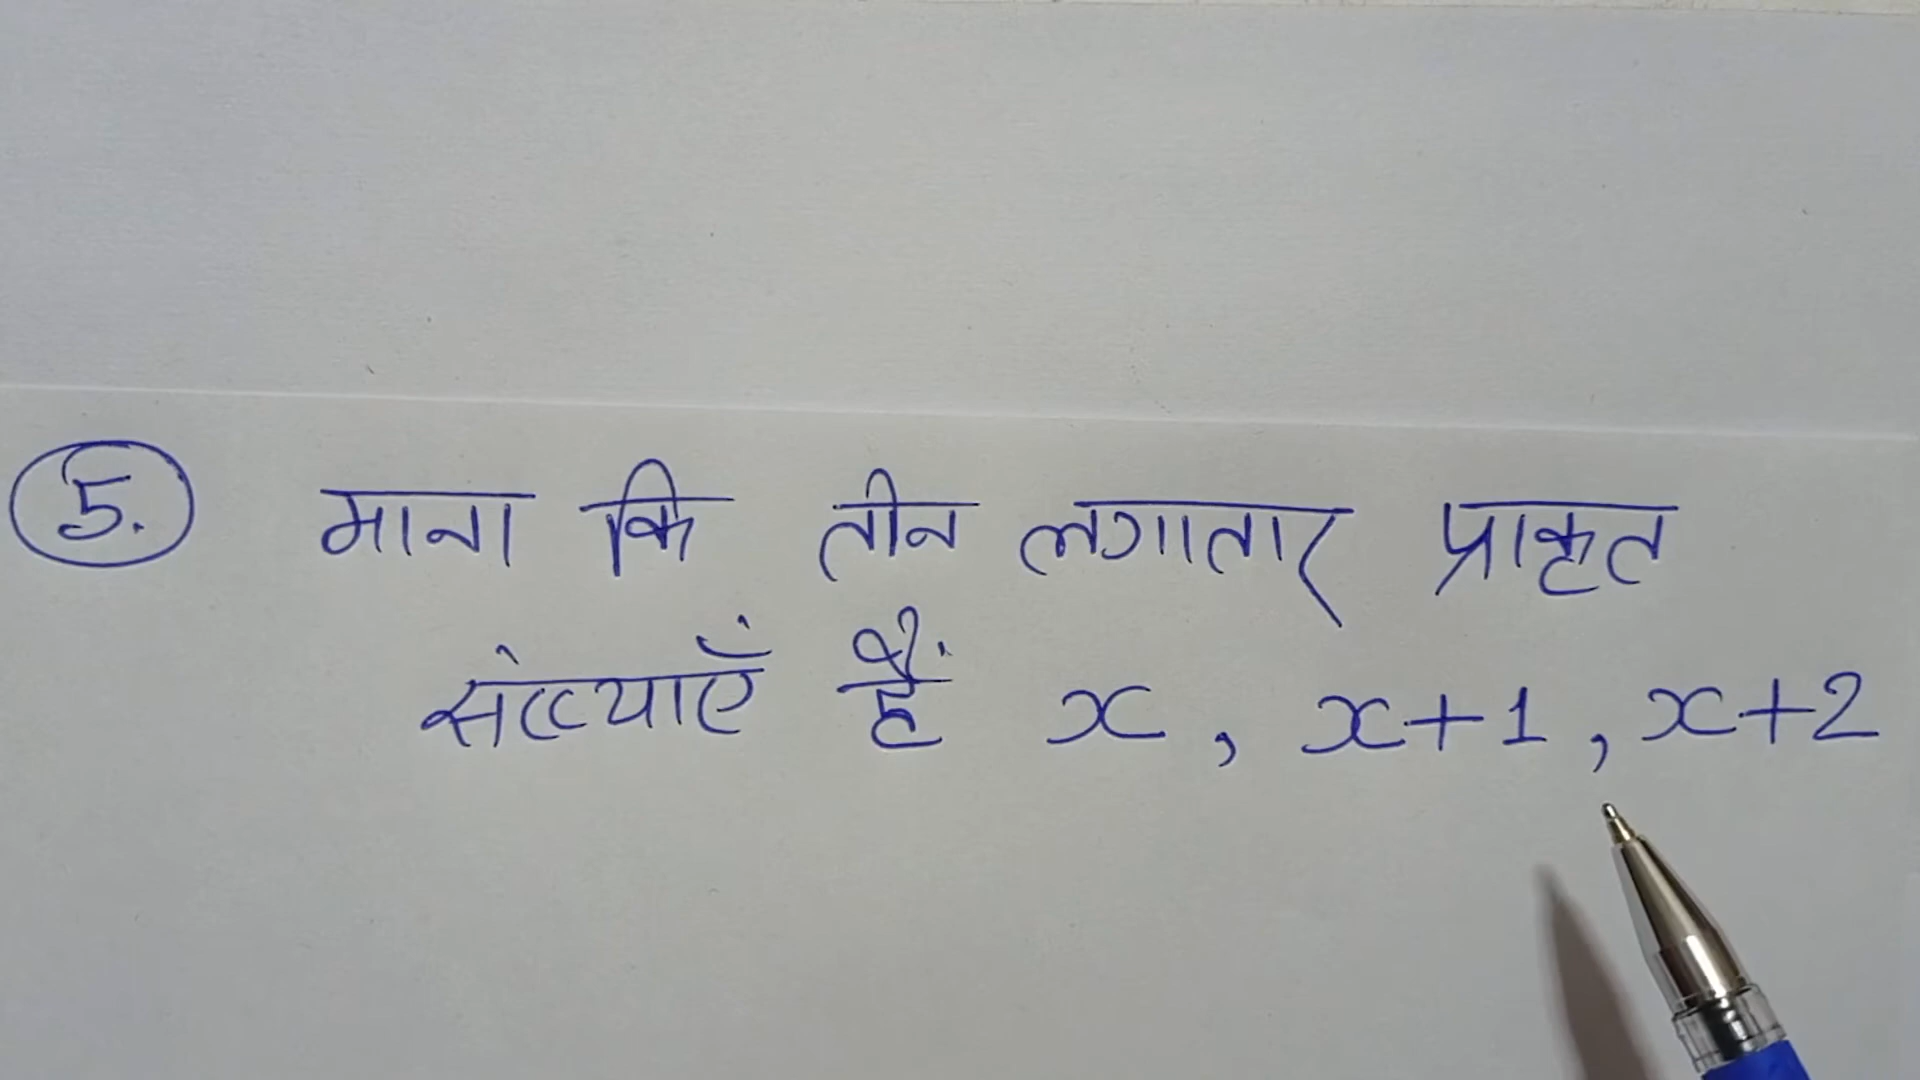 5. माना कि तीन लगातार प्राकृत
संख्याएँ हैं x, x+1, x+2